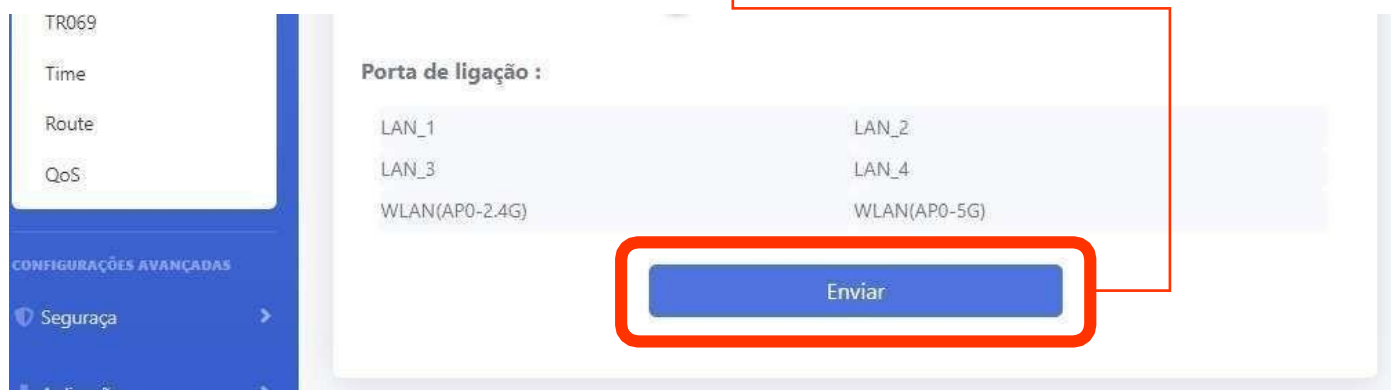 TR069
Time
Route
QoS
CONFIGURAÇÕES AVANÇADAS
Seguraça
Porta de ligação :
LAN_1 LAN_2
LAN_3 LAN_4
WLAN(AP0-2.4G) WLAN(AP0-5G)
Enviar